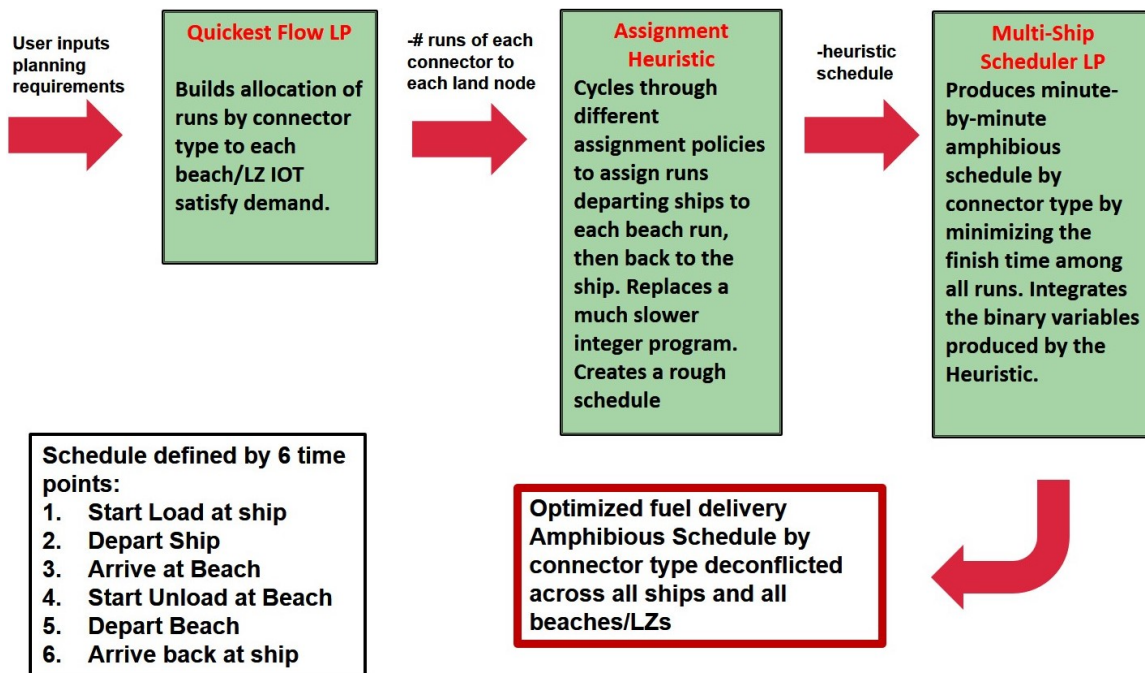 User inputs
planning
requirements
Quickest Flow LP
Builds allocation of
runs by connector
type to each
beach/LZ IOT
satisfy demand.
-# runs of each
connector to
each land node
Assignment
Heuristic
Cycles through
different
assignment policies
to assign runs
departing ships to
each beach run,
then back to the
ship. Replaces a
much slower
integer program.
Creates a rough
schedule
-heuristic
schedule
Multi-Ship
Scheduler LP
Produces minute-
by-minute
amphibious
schedule by
connector type by
minimizing the
finish time among
all runs. Integrates
the binary variables
produced by the
Heuristic.
Schedule defined by 6 time
points:
1. Start Load at ship
2. Depart Ship
3. Arrive at Beach
4. Start Unload at Beach
5. Depart Beach
6. Arrive back at ship
Optimized fuel delivery
Amphibious Schedule by
connector type deconflicted
across all ships and all
beaches/LZs